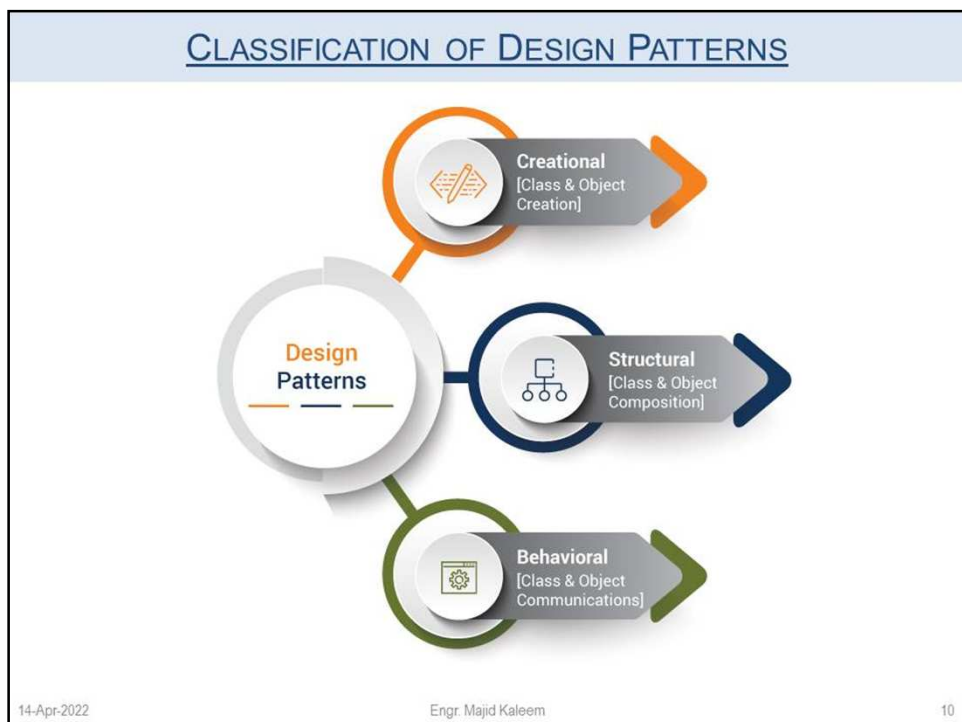 CLASSIFICATION OF DESIGN PATTERNS
Creational
[Class & Object
Creation]
Design
Patterns
Structural
[Class & Object
Composition]
Behavioral
[Class & Object
Communications]
14-Apr-2022
Engr. Majid Kaleem
10